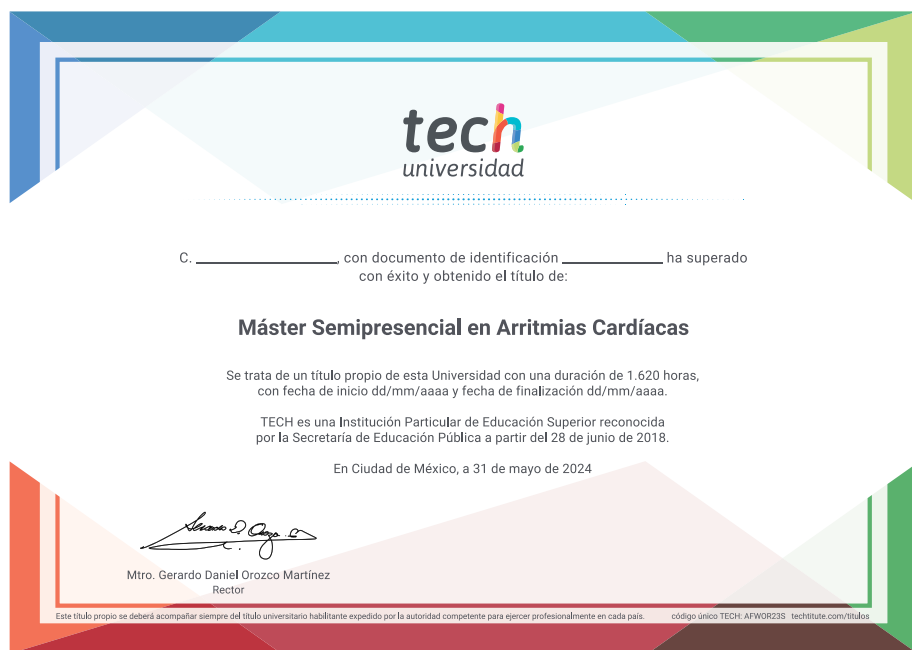 tech
universidad
C. ____________________, con documento de identificación ______________ ha superado
con éxito y obtenido el título de:
Máster Semipresencial en Arritmias Cardíacas
Se trata de un título propio de esta Universidad con una duración de 1.620 horas,
con fecha de inicio dd/mm/aaaa y fecha de finalización dd/mm/aaaa.
TECH es una Institución Particular de Educación Superior reconocida
por la Secretaría de Educación Pública a partir del 28 de junio de 2018.
En Ciudad de México, a 31 de mayo de 2024
Mtro. Gerardo Daniel Orozco Martínez
Rector
Este título propio se deberá acompañar siempre del título universitario habilitante expedido por la autoridad competente para ejercer profesionalmente en cada país. código único TECH: AFWOR23S techtitute.com/titulos